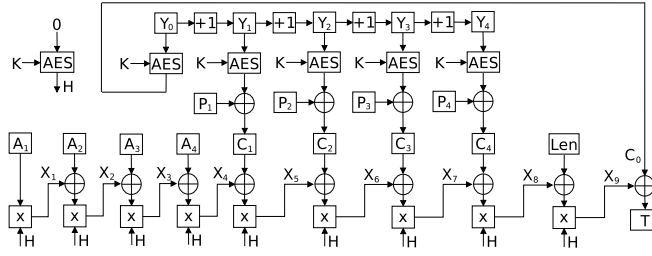 0 Y₀ +1 Y₁ +1 Y₂ +1 Y₃ +1 Y₄
K AES K AES K AES K AES K AES K AES
H
P₁ P₂ P₃ P₄
A₁ A₂ A₃ A₄ C₁ C₂ C₃ C₄ Len C₀
X₁ X₂ X₃ X₄ X₅ X₆ X₇ X₈ X₉
x x x x x x x x x T
H H H H H H H H H